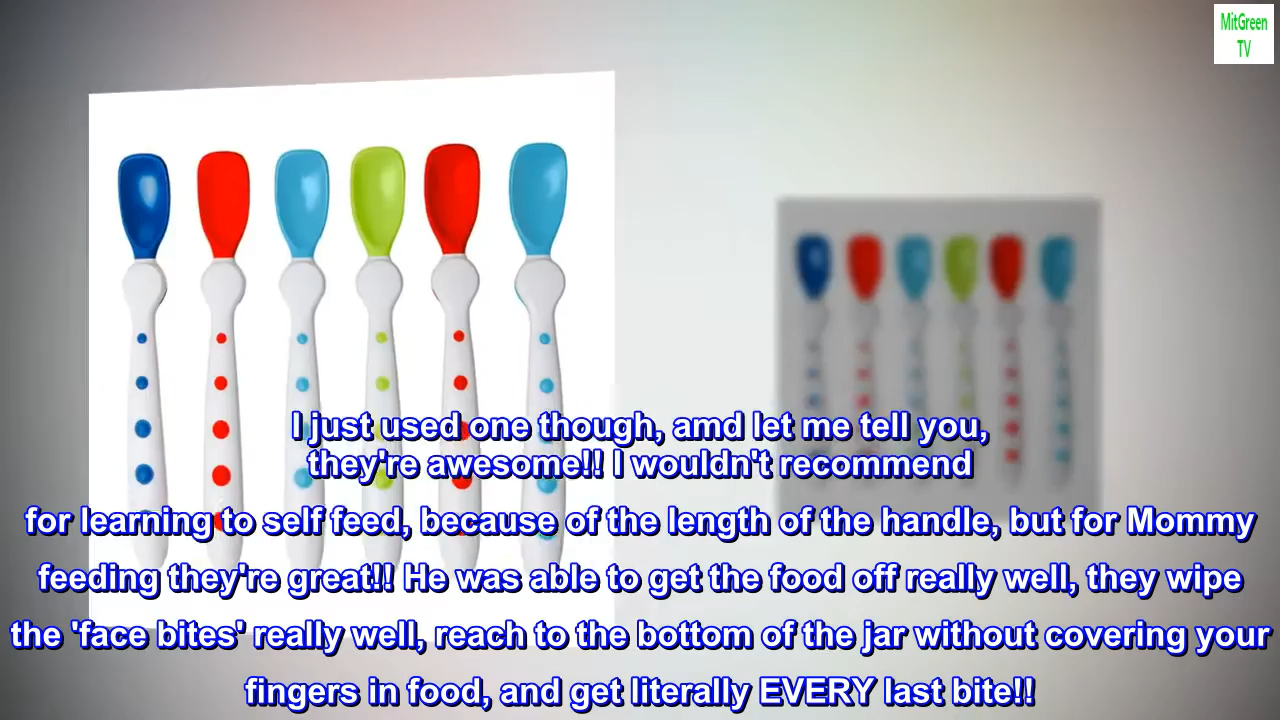 MitGreen
TV
I just used one though, amd let me tell you,
they're awesome!! I wouldn't recommend
for learning to self feed, because of the length of the handle, but for Mommy
feeding they're great!! He was able to get the food off really well, they wipe
the 'face bites' really well, reach to the bottom of the jar without covering your
fingers in food, and get literally EVERY last bite!!